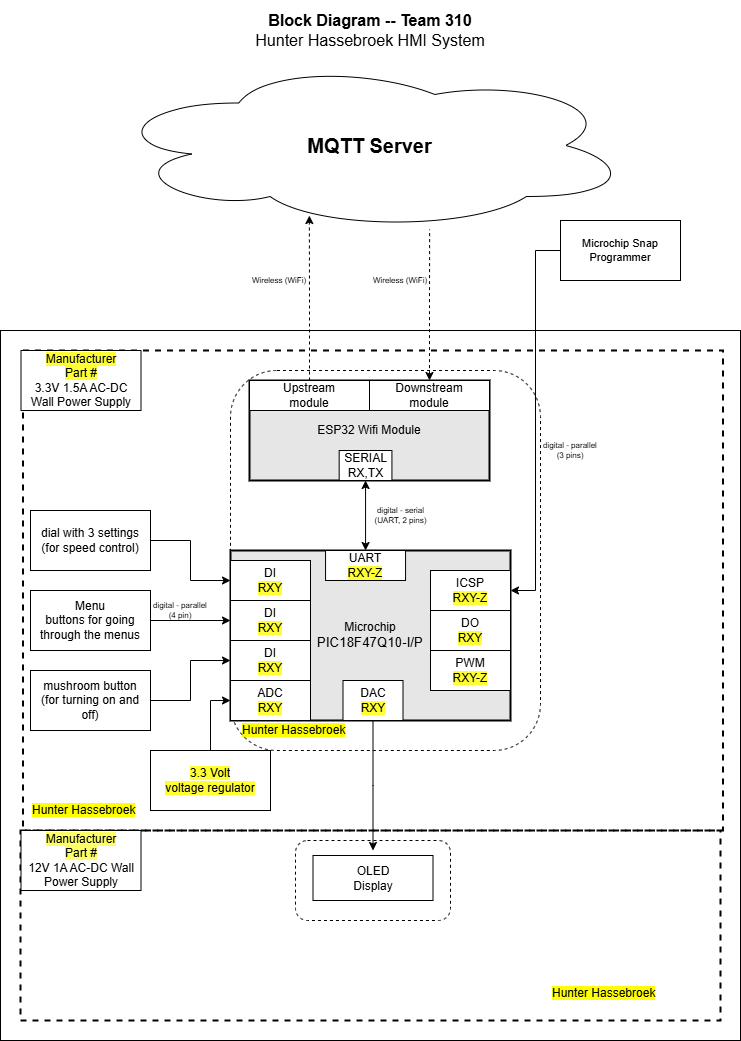 Block Diagram -- Team 310
Hunter Hassebroek HMI System
MQTT Server
Microchip Snap
Programmer
Wireless (WiFi)
Wireless (WiFi)
Manufacturer
Part #
3.3V 1.5A AC-DC
Wall Power Supply
Upstream
module
Downstream
module
ESP32 Wifi Module
SERIAL
RX,TX
digital - parallel
(3 pins)
digital - serial
(UART, 2 pins)
dial with 3 settings
(for speed control)
UART
RXY-Z
DI
RXY
ICSP
RXY-Z
Menu
buttons for going
through the menus
digital - parallel
(4 pin)
DI
RXY
Microchip
PIC18F47Q10-I/P
DO
RXY
DI
RXY
PWM
RXY-Z
mushroom button
(for turning on and
off)
ADC
RXY
DAC
RXY
Hunter Hassebroek
3.3 Volt
voltage regulator
Hunter Hassebroek
Manufacturer
Part #
12V 1A AC-DC Wall
Power Supply
OLED
Display
Hunter Hassebroek